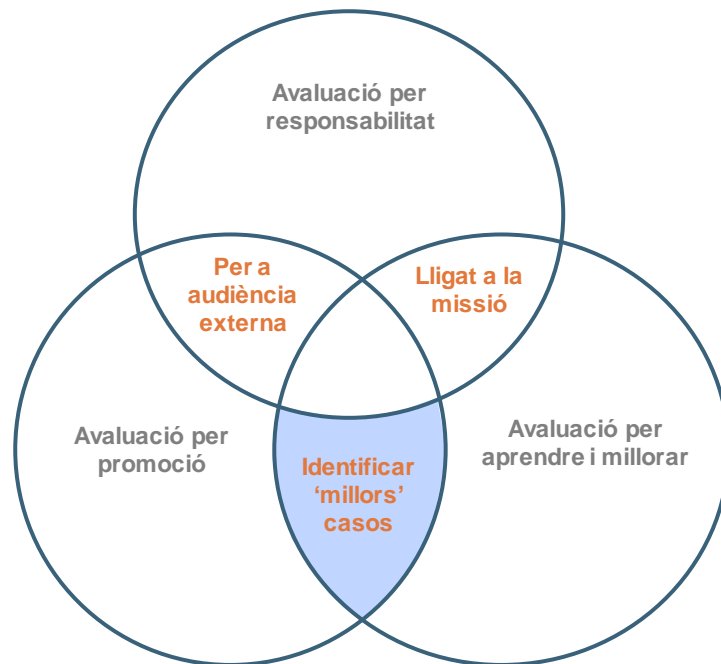 Avaluació per
responsabilitat
Per a
audiència
externa
Lligat a la
missió
Avaluació per
promoció
Identificar
‘millors’
casos
Avaluació per
aprendre i millorar